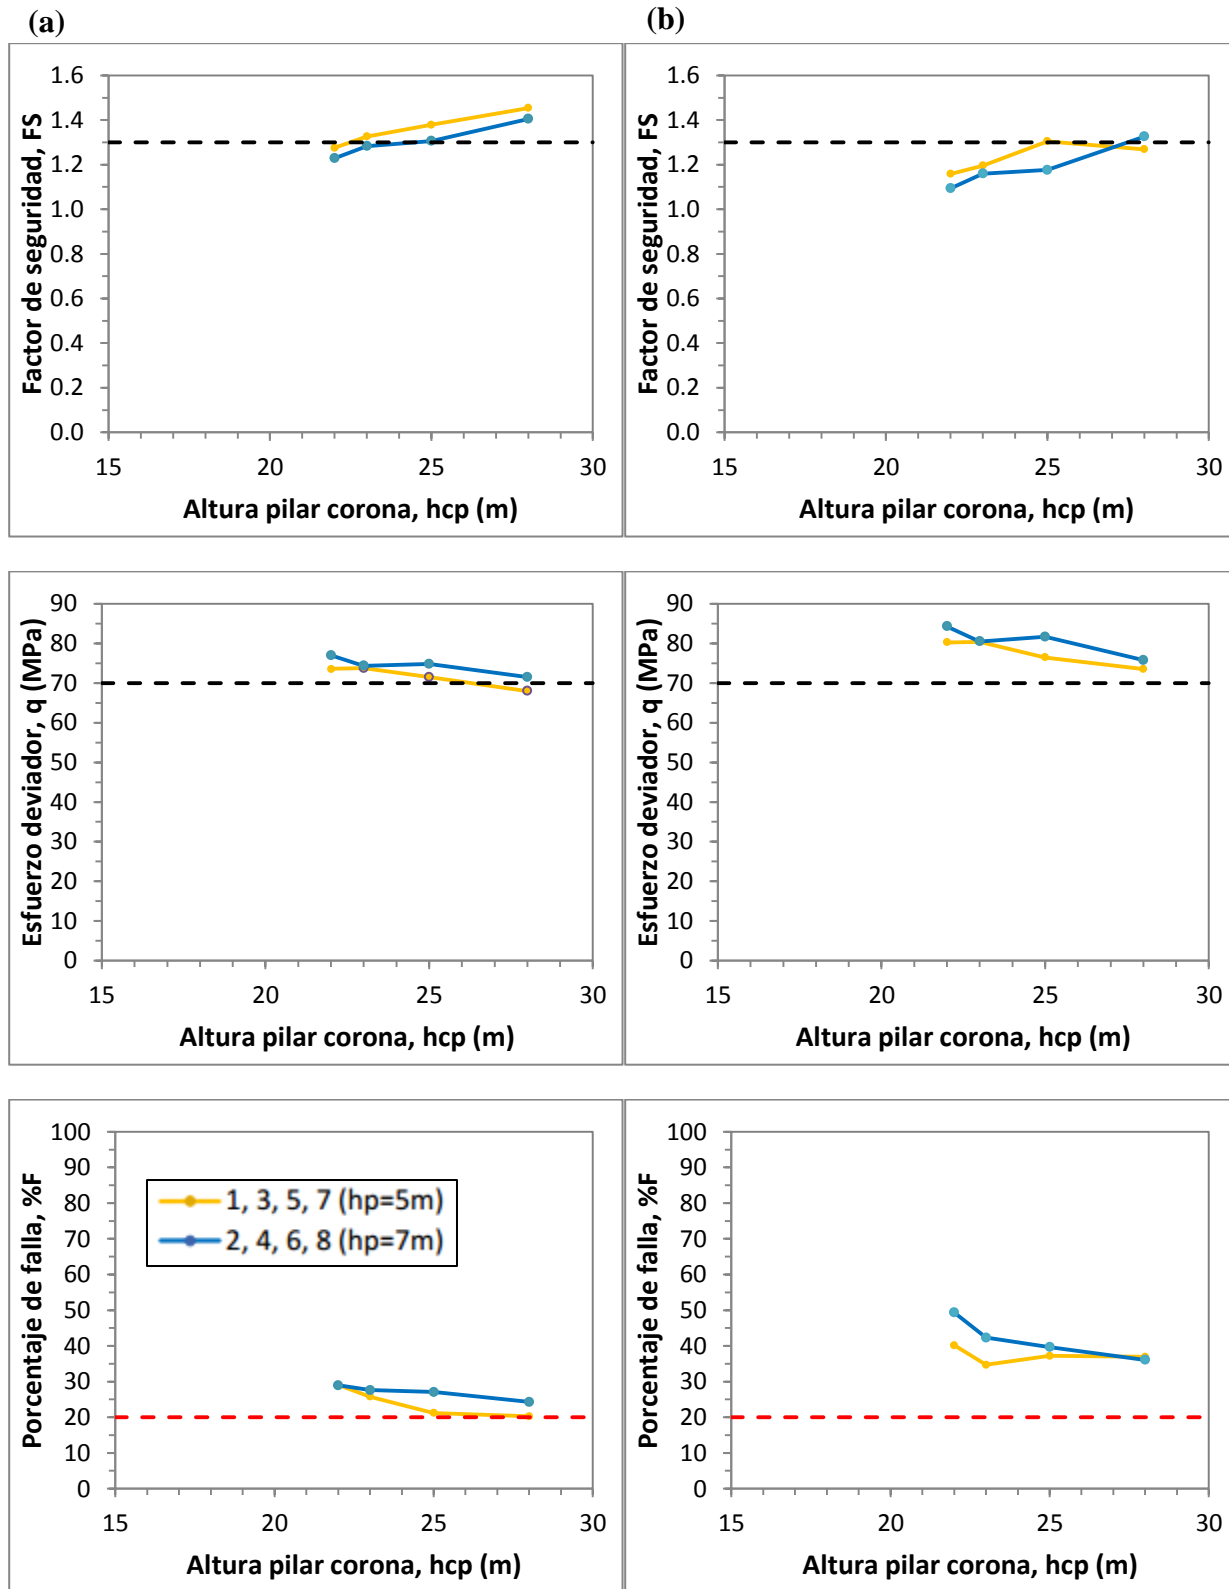 (a)
(b)
1.6
1.4
1.2
1.0
0.8
0.6
0.4
0.2
0.0
15 20 25 30
Factor de seguridad, FS
Altura pilar corona, hcp (m)
1.6
1.4
1.2
1.0
0.8
0.6
0.4
0.2
0.0
15 20 25 30
Factor de seguridad, FS
Altura pilar corona, hcp (m)
90
80
70
60
50
40
30
20
10
0
15 20 25 30
Esfuerzo deviador, q (MPa)
Altura pilar corona, hcp (m)
90
80
70
60
50
40
30
20
10
0
15 20 25 30
Esfuerzo deviador, q (MPa)
Altura pilar corona, hcp (m)
100
90
80
70
60
50
40
30
20
10
0
15 20 25 30
Porcentaje de falla, %F
Altura pilar corona, hcp (m)
1, 3, 5, 7 (hp=5m)
2, 4, 6, 8 (hp=7m)
100
90
80
70
60
50
40
30
20
10
0
15 20 25 30
Porcentaje de falla, %F
Altura pilar corona, hcp (m)